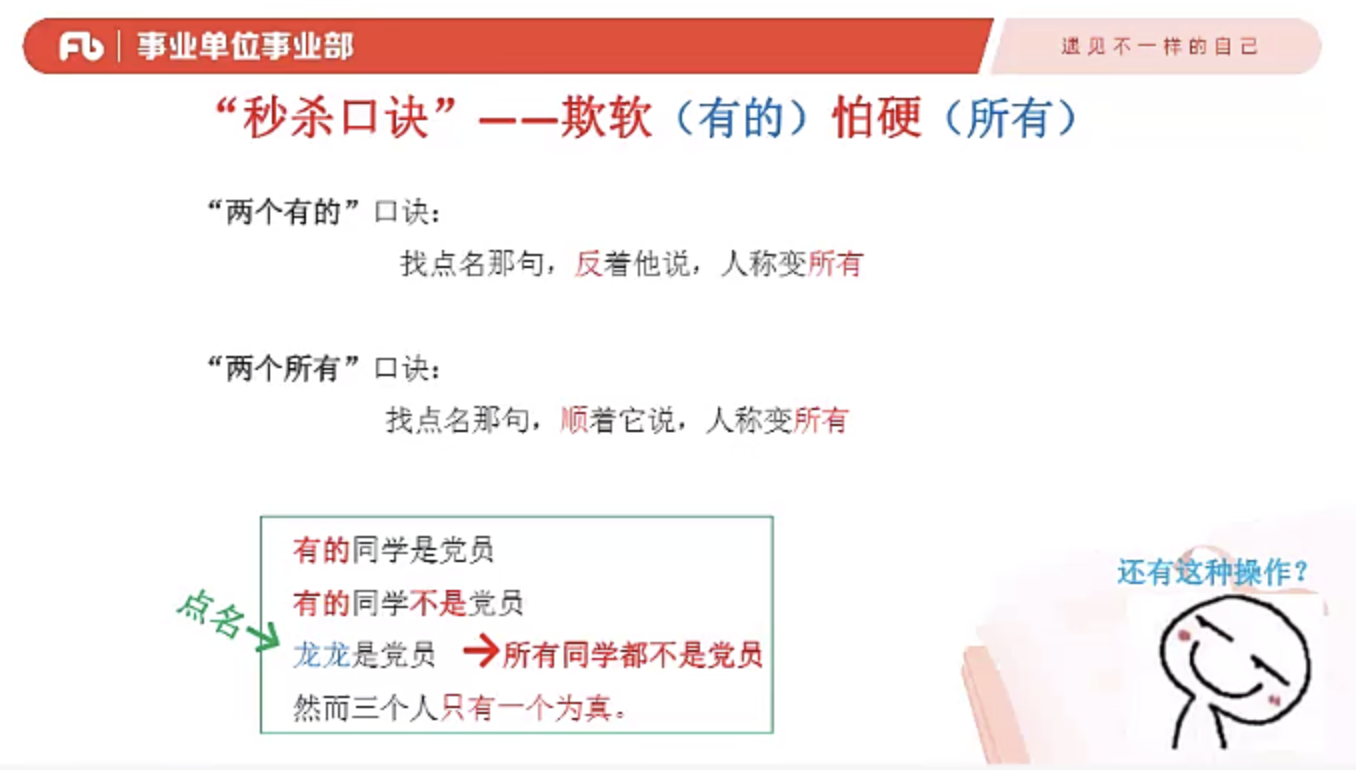 Fb 事业单位事业部
遇见不一样的自己
“秒杀口诀”——欺软（有的）怕硬（所有）
“两个有的”口诀：
找点名那句，反着他说，人称变所有
“两个所有”口诀：
找点名那句，顺着它说，人称变所有
有的同学是党员
有的同学不是党员
点名→
龙龙是党员 →所有同学都不是党员
然而三个人只有一个为真。
还有这种操作？